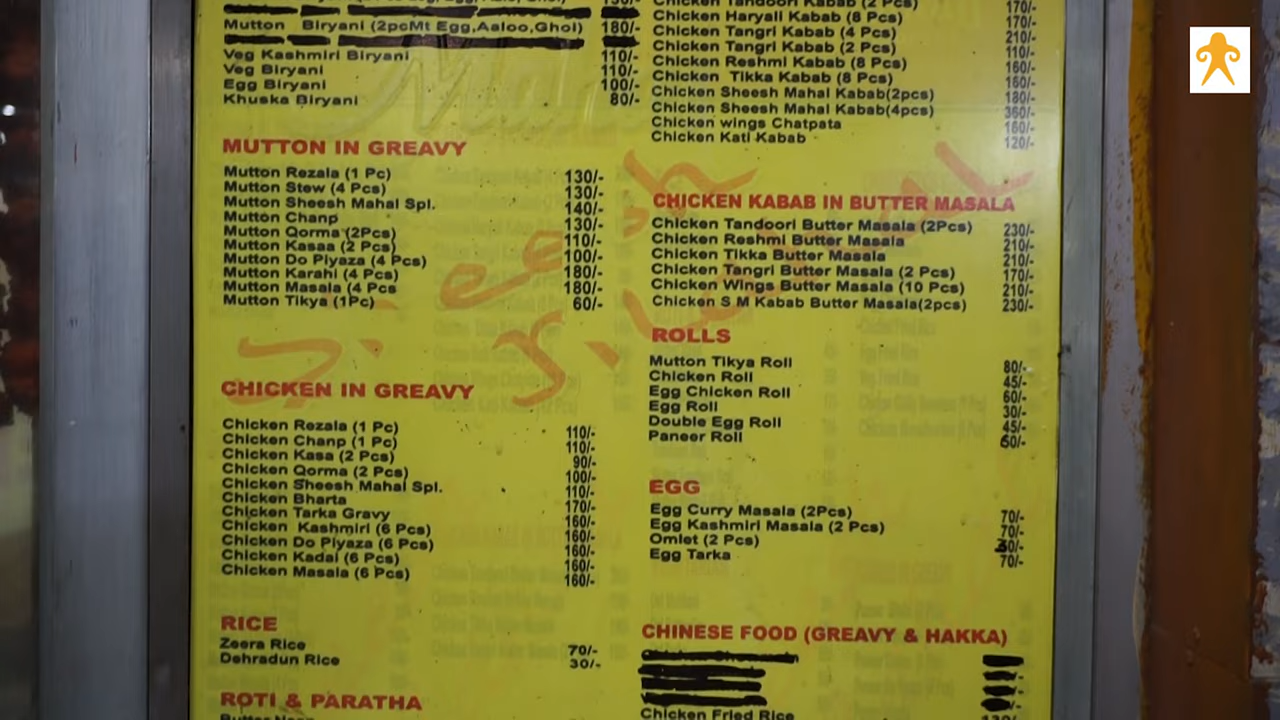 Mutton Biryani (2pcMt Egg,Aaloo,Ghol) 180/-
Veg Kashmiri Biryani 110/-
Veg Biryani 110/-
Egg Biryani 100/-
Khuska Biryani 80/-
MUTTON IN GREAVY
Mutton Rezala (1 Pc) 130/-
Mutton Stew (4 Pcs) 130/-
Mutton Sheesh Mahal Spl. 140/-
Mutton Chanp
Mutton Qorma (2Pcs) 130/-
Mutton Kasaa (2 Pcs) 110/-
Mutton Do Piyaza (4 Pcs) 100/-
Mutton Karahi (4 Pcs) 180/-
Mutton Masala (4 Pcs 180/-
Mutton Tikya (1Pc) 60/-
CHICKEN IN GREAVY
Chicken Rezala (1 Pc) 110/-
Chicken Chanp (1 Pc) 110/-
Chicken Kasa (2 Pcs) 90/-
Chicken Qorma (2 Pcs) 100/-
Chicken Sheesh Mahal Spl. 110/-
Chicken Bharta 170/-
Chicken Tarka Gravy 160/-
Chicken Kashmiri (6 Pcs) 160/-
Chicken Do Piyaza (6 Pcs) 160/-
Chicken Kadai (6 Pcs) 160/-
Chicken Masala (6 Pcs) 160/-
RICE
Zeera Rice 70/-
Dehradun Rice 30/-
ROTI & PARATHA
Chicken Tandoori Kabab (2 Pcs) 170/-
Chicken Haryali Kabab (8 Pcs) 170/-
Chicken Tangri Kabab (4 Pcs) 210/-
Chicken Tangri Kabab (2 Pcs) 110/-
Chicken Reshmi Kabab (8 Pcs) 160/-
Chicken Tikka Kabab (8 Pcs) 160/-
Chicken Sheesh Mahal Kabab(2pcs) 180/-
Chicken Sheesh Mahal Kabab(4pcs) 360/-
Chicken wings Chatpata 160/-
Chicken Kati Kabab 120/-
CHICKEN KABAB IN BUTTER MASALA
Chicken Tandoori Butter Masala (2Pcs) 230/-
Chicken Reshmi Butter Masala 210/-
Chicken Tikka Butter Masala 210/-
Chicken Tangri Butter Masala (2 Pcs) 170/-
Chicken Wings Butter Masala (10 Pcs) 210/-
Chicken S M Kabab Butter Masala(2pcs) 230/-
ROLLS
Mutton Tikya Roll 80/-
Chicken Roll 45/-
Egg Chicken Roll 60/-
Egg Roll 30/-
Double Egg Roll 45/-
Paneer Roll 60/-
EGG
Egg Curry Masala (2Pcs) 70/-
Egg Kashmiri Masala (2 Pcs) 70/-
Omlet (2 Pcs) 30/-
Egg Tarka 70/-
CHINESE FOOD (GREAVY & HAKKA)
Chicken Fried Rice